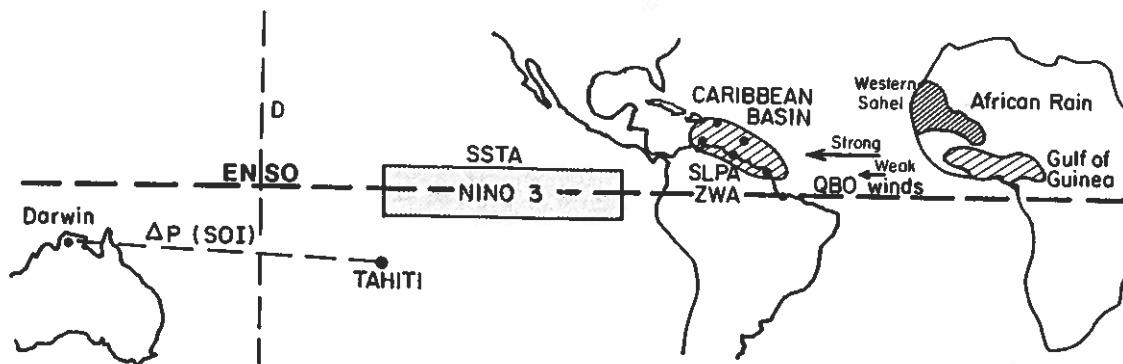 D
CARIBBEAN
BASIN
Western
Sahel
African Rain
Strong
Weak
Gulf of
Guinea
SSTA
ENSO
NINO 3
SLPA
ZWA
QBO winds
Darwin
ΔP (SOI)
TAHITI